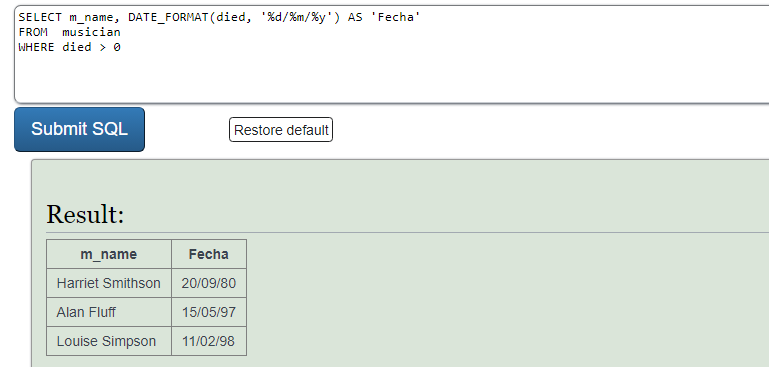 SELECT m_name, DATE_FORMAT(died, '%d/%m/%y') AS 'Fecha'
FROM  musician
WHERE died > 0
Submit SQL
Restore default
Result:
m_name Fecha
Harriet Smithson 20/09/80
Alan Fluff 15/05/97
Louise Simpson 11/02/98